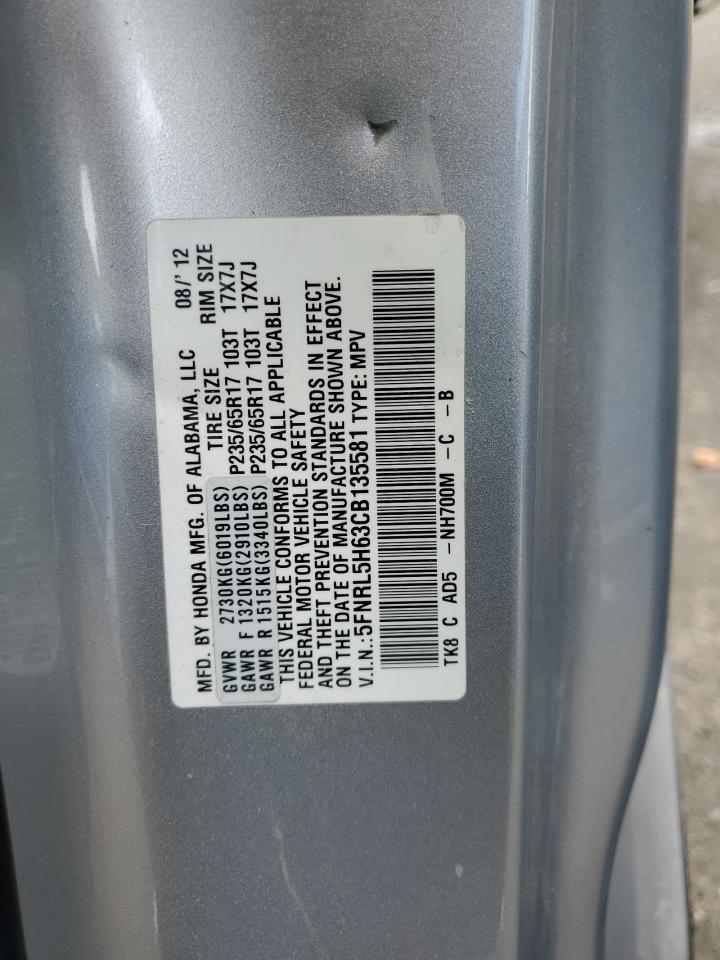 MFD. BY HONDA MFG. OF ALABAMA, LLC 08/' 12
TIRE SIZE RIM SIZE
GVWR 2730KG(6019LBS)
GAWR F 1320KG(2910LBS) P235/65R17 103T 17X7J
GAWR R 1515KG(3340LBS) P235/65R17 103T 17X7J
THIS VEHICLE CONFORMS TO ALL APPLICABLE
FEDERAL MOTOR VEHICLE SAFETY
AND THEFT PREVENTION STANDARDS IN EFFECT
ON THE DATE OF MANUFACTURE SHOWN ABOVE.
V.I.N.:5FNRL5H63CB135581 TYPE: MPV
TK8 C AD5 -NH700M -C -B